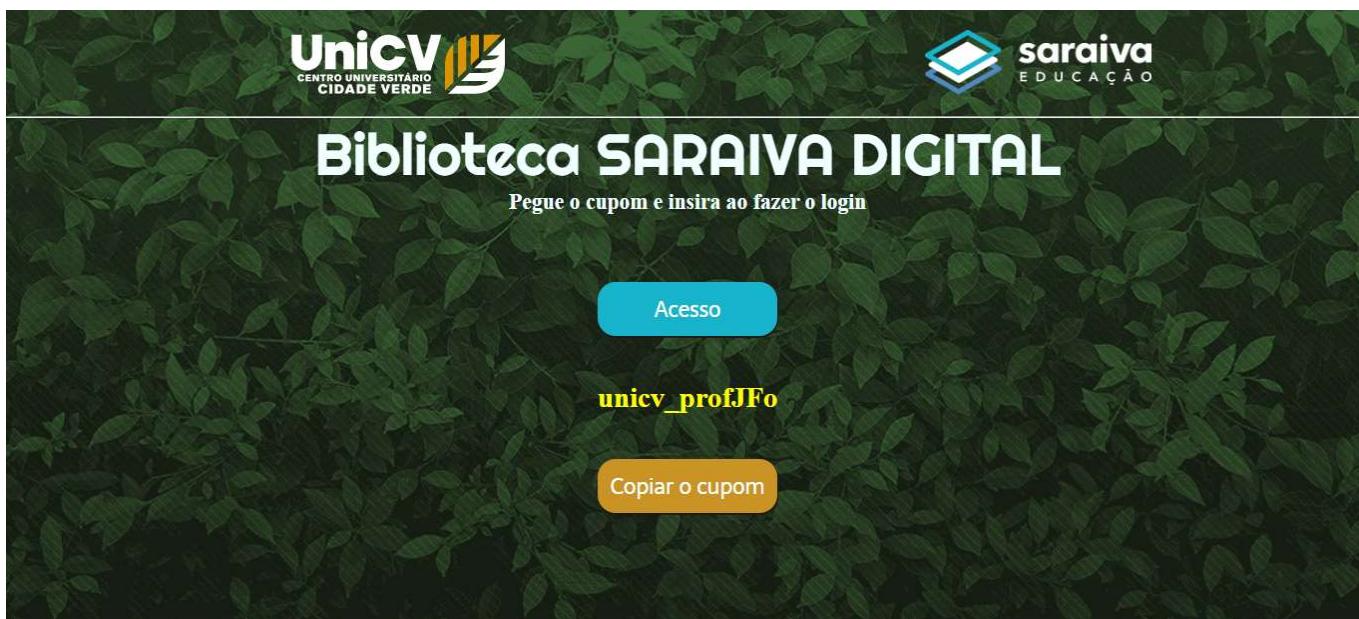 UniCV
CENTRO UNIVERSITÁRIO
CIDADE VERDE
saraiva
EDUCAÇÃO
Biblioteca SARAIVA DIGITAL
Pegue o cupom e insira ao fazer o login
Acesso
unicv_profJFo
Copiar o cupom